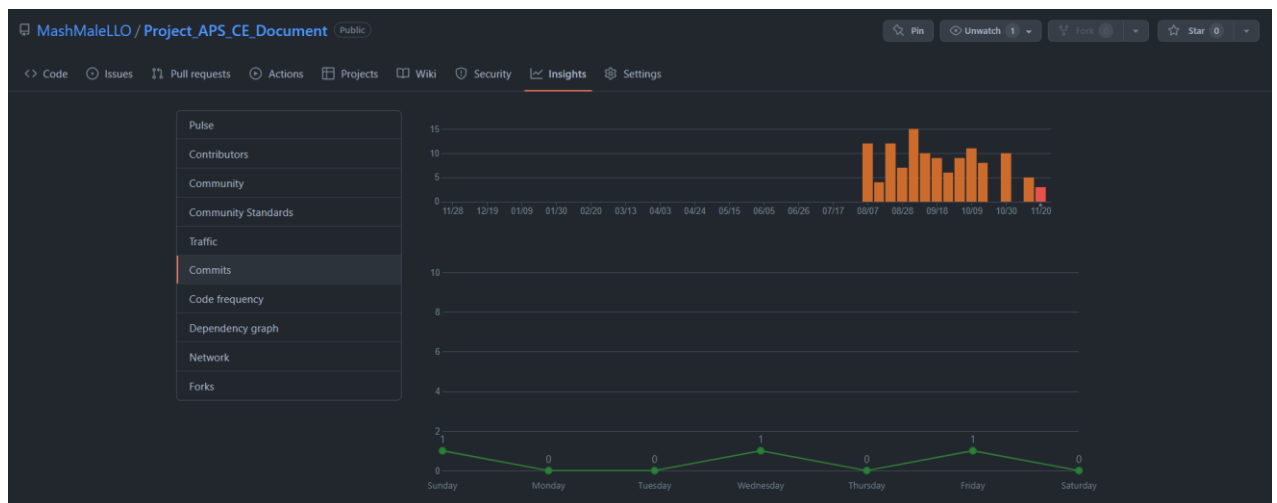 MashMaleLLO / Project_APS_CE_Document Public
Pin Unwatch 1 Fork 0 Star 0
<> Code Issues Pull requests Actions Projects Wiki Security Insights Settings
Pulse
Contributors
Community
Community Standards
Traffic
Commits
Code frequency
Dependency graph
Network
Forks
15
10
5
0
11/28 12/19 01/09 01/30 02/20 03/13 04/03 04/24 05/15 06/05 06/26 07/17 08/07 08/28 09/18 10/09 10/30 11/20
10
8
6
4
2
0
1 0 0 1 0 1 0
Sunday Monday Tuesday Wednesday Thursday Friday Saturday